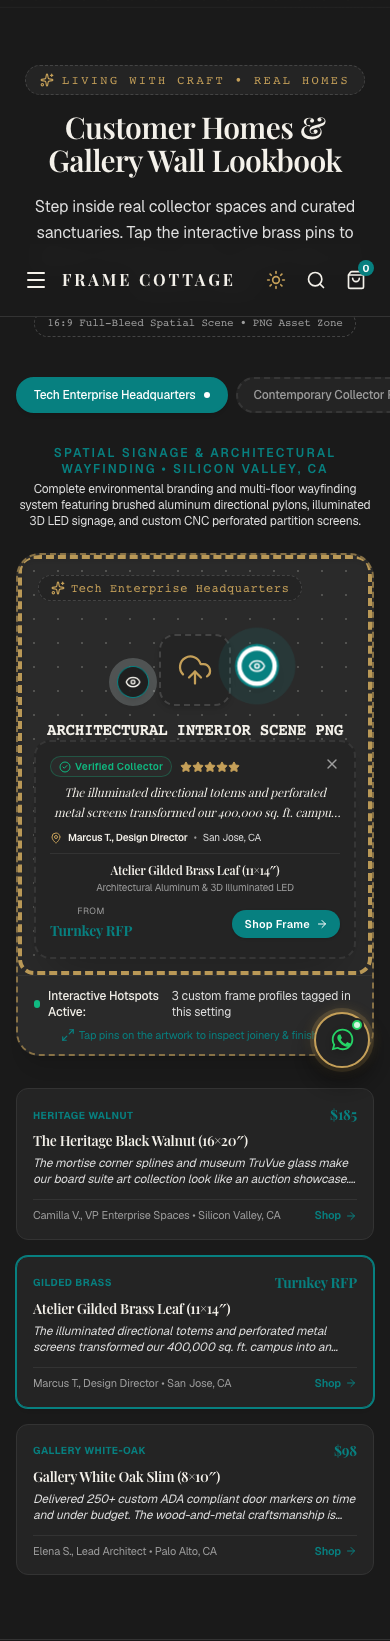 LIVING WITH CRAFT • REAL HOMES
Customer Homes &
Gallery Wall Lookbook
Step inside real collector spaces and curated
sanctuaries. Tap the interactive brass pins to
FRAME COTTAGE
0
16:9 Full-Bleed Spatial Scene • PNG Asset Zone
Tech Enterprise Headquarters
Contemporary Collector
SPATIAL SIGNAGE & ARCHITECTURAL
WAYFINDING • SILICON VALLEY, CA
Complete environmental branding and multi-floor wayfinding
system featuring brushed aluminum directional pylons, illuminated
3D LED signage, and custom CNC perforated partition screens.
Tech Enterprise Headquarters
ARCHITECTURAL INTERIOR SCENE PNG
Verified Collector
The illuminated directional totems and perforated
metal screens transformed our 400,000 sq. ft. campu...
Marcus T., Design Director • San Jose, CA
Atelier Gilded Brass Leaf (11×14″)
Architectural Aluminum & 3D Illuminated LED
FROM
Turnkey RFP
Shop Frame →
Interactive Hotspots
Active:
3 custom frame profiles tagged in
this setting
Tap pins on the artwork to inspect joinery & finis
HERITAGE WALNUT
$185
The Heritage Black Walnut (16×20″)
The mortise corner splines and museum TruVue glass make
our board suite art collection look like an auction showcase....
Camilla V., VP Enterprise Spaces • Silicon Valley, CA
Shop →
GILDED BRASS
Turnkey RFP
Atelier Gilded Brass Leaf (11×14″)
The illuminated directional totems and perforated metal
screens transformed our 400,000 sq. ft. campus into an...
Marcus T., Design Director • San Jose, CA
Shop →
GALLERY WHITE-OAK
$98
Gallery White Oak Slim (8×10″)
Delivered 250+ custom ADA compliant door markers on time
and under budget. The wood-and-metal craftsmanship is...
Elena S., Lead Architect • Palo Alto, CA
Shop →